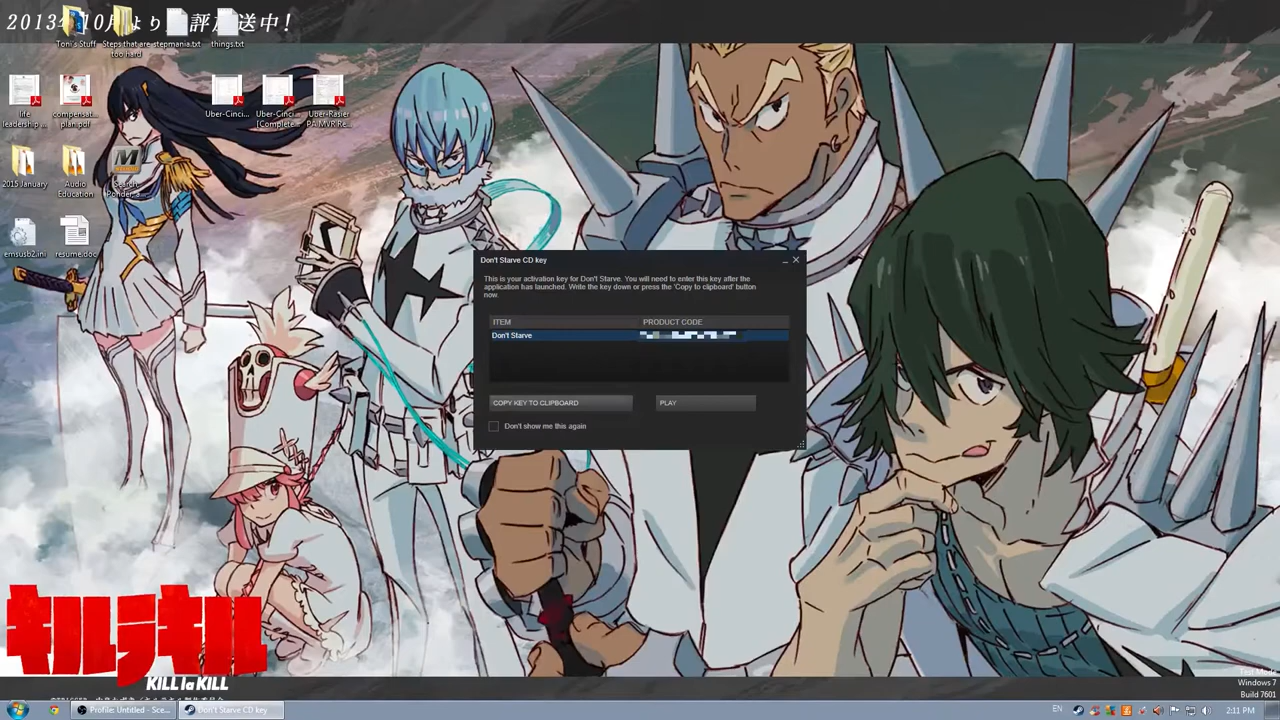 2013年10月より
評放送中!
Toni's Stuff
Steps that are too hard
stepmania.txt
things.txt
life leadership ...
compensat... plan.pdf
Uber-Cinci...
Uber-Cinci... [Complete...
Uber-Rasier PA MVR Re...
2015 January
Audio Education
Search
Ponder_a...
emsusb2.ini
resume.doc
Don't Starve CD key
This is your activation key for Don't Starve. You will need to enter this key after the
application has launched. Write the key down or press the 'Copy to clipboard' button
now.
ITEM PRODUCT CODE
Don't Starve
COPY KEY TO CLIPBOARD PLAY
Don't show me this again
キルラキル
KILL la KILL
Test Mode
Windows 7
Build 7601
Profile: Untitled - Sce...
Don't Starve CD key
EN
2:11 PM